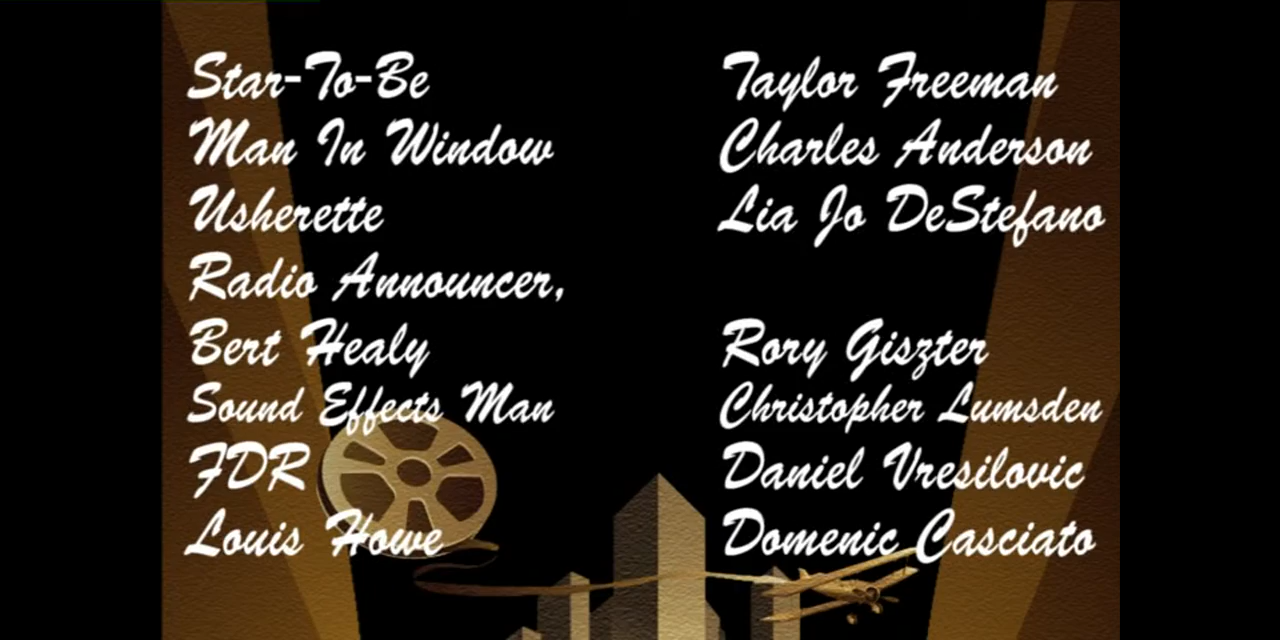 Star-To-Be Taylor Freeman
Man In Window Charles Anderson
Usherette Lia Jo DeStefano
Radio Announcer,
Bert Healy Rory Giszter
Sound Effects Man Christopher Lumsden
FDR Daniel Vresilovic
Louis Howe Domenic Casciato